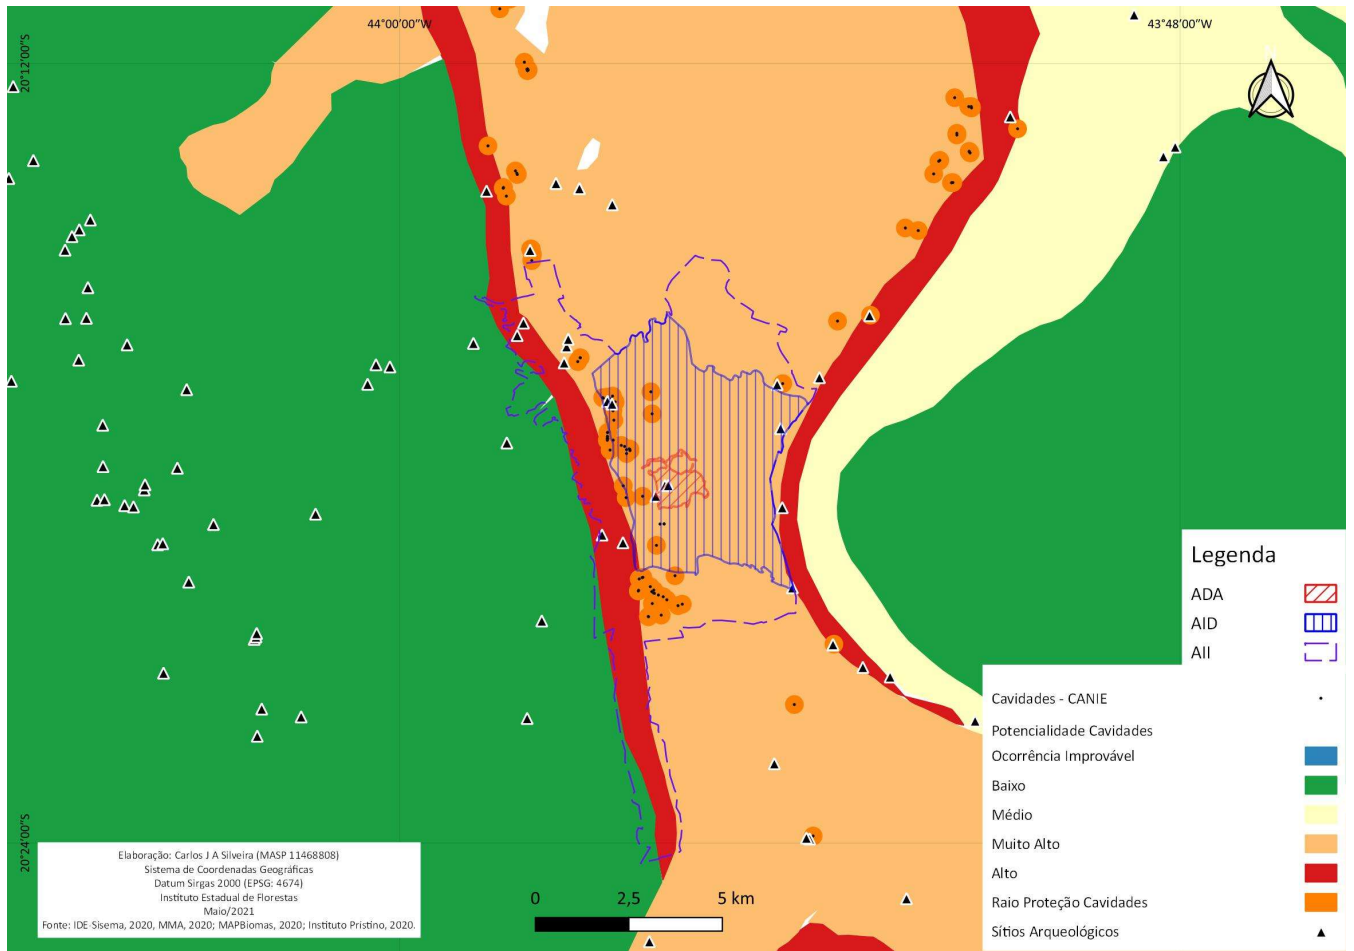 44°00'00"W
43°48'00"W
20°12'00"S
Legenda
ADA
AID
AII
Cavidades - CANIE
Potencialidade Cavidades
Ocorrência Improvável
Baixo
Médio
Muito Alto
Alto
Raio Proteção Cavidades
Sítios Arqueológicos
20°24'00"S
Elaboração: Carlos J A Silveira (MASP 11468808)
Sistema de Coordenadas Geográficas
Datum Sirgas 2000 (EPSG: 4674)
Instituto Estadual de Florestas
Maio/2021
Fonte: IDE-Sisema, 2020, MMA, 2020; MAPBiomas, 2020; Instituto Prístino, 2020.
0 2,5 5 km